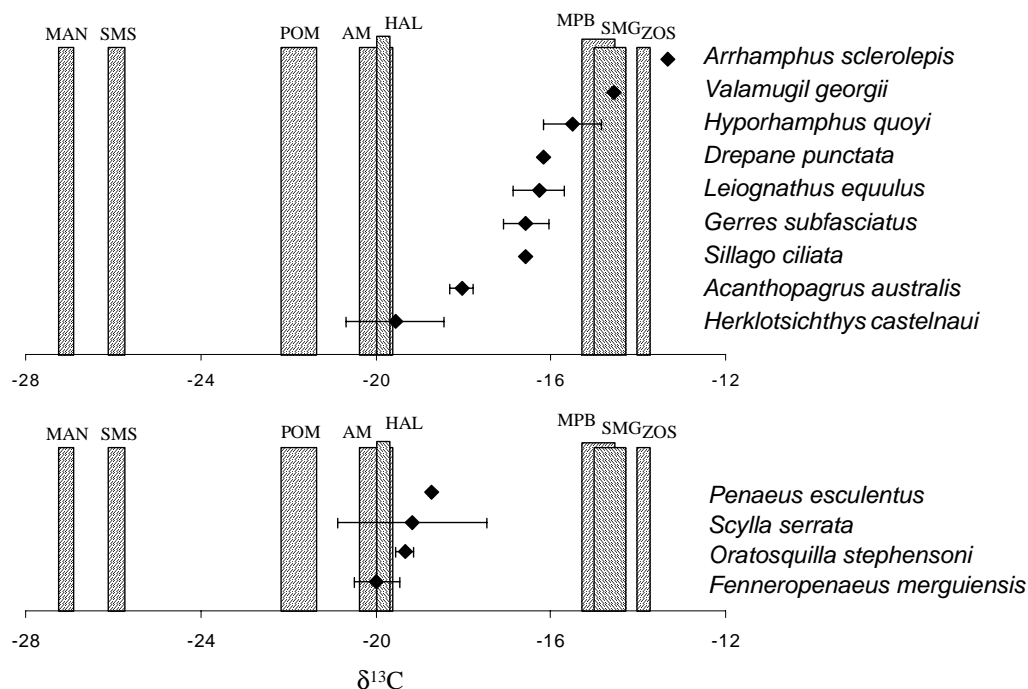 MAN SMS POM AM HAL MPB SMG ZOS
Arrhamphus sclerolepis
Valamugil georgii
Hyporhamphus quoyi
Drepane punctata
Leiognathus equulus
Gerres subfasciatus
Sillago ciliata
Acanthopagrus australis
Herklotsichthys castelnaui
-28 -24 -20 -16 -12
MAN SMS POM AM HAL MPB SMG ZOS
Penaeus esculentus
Scylla serrata
Oratosquilla stephensoni
Fenneropenaeus merguiensis
-28 -24 -20 -16 -12
δ¹³C